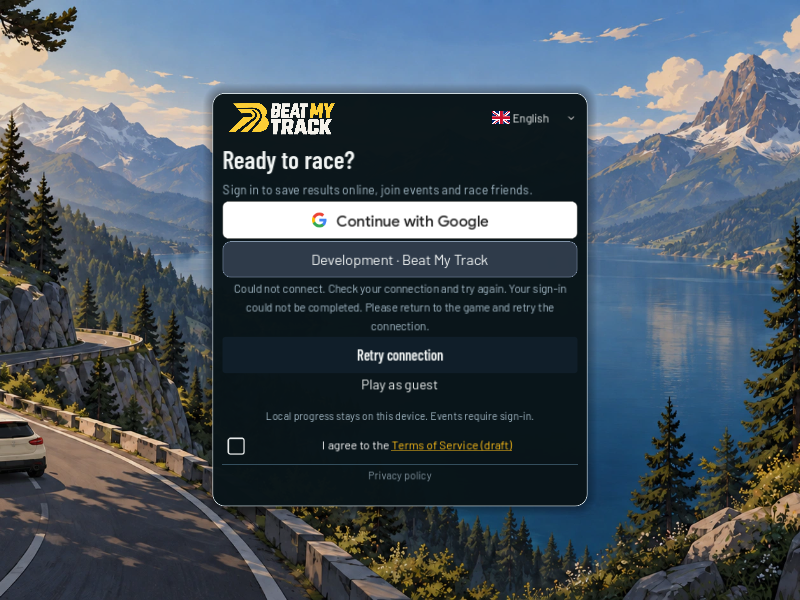 BEAT MY
TRACK
English
Ready to race?
Sign in to save results online, join events and race friends.
Continue with Google
Development · Beat My Track
Could not connect. Check your connection and try again. Your sign-in
could not be completed. Please return to the game and retry the
connection.
Retry connection
Play as guest
Local progress stays on this device. Events require sign-in.
I agree to the Terms of Service (draft)
Privacy policy